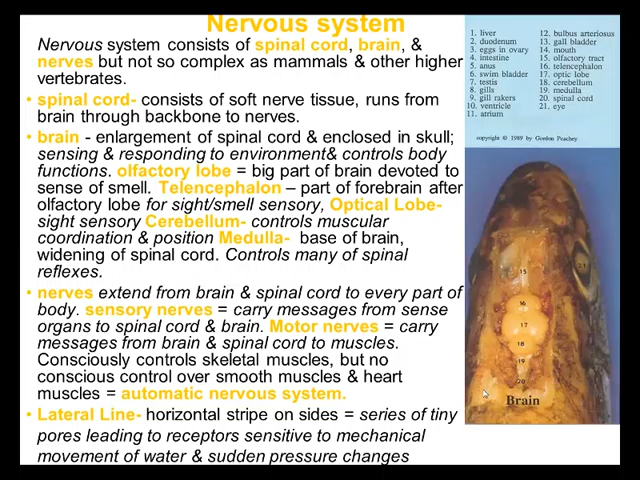 Nervous system
Nervous system consists of spinal cord, brain, &
nerves but not so complex as mammals & other higher
vertebrates.
• spinal cord- consists of soft nerve tissue, runs from
brain through backbone to nerves.
• brain - enlargement of spinal cord & enclosed in skull;
sensing & responding to environment& controls body
functions. olfactory lobe = big part of brain devoted to
sense of smell. Telencephalon – part of forebrain after
olfactory lobe for sight/smell sensory, Optical Lobe-
sight sensory Cerebellum- controls muscular
coordination & position Medulla- base of brain,
widening of spinal cord. Controls many of spinal
reflexes.
• nerves extend from brain & spinal cord to every part of
body. sensory nerves = carry messages from sense
organs to spinal cord & brain. Motor nerves = carry
messages from brain & spinal cord to muscles.
Consciously controls skeletal muscles, but no
conscious control over smooth muscles & heart
muscles = automatic nervous system.
• Lateral Line- horizontal stripe on sides = series of tiny
pores leading to receptors sensitive to mechanical
movement of water & sudden pressure changes
1. liver
2. duodenum
3. eggs in ovary
4. intestine
5. anus
6. swim bladder
7. testis
8. gills
9. gill rakers
10. ventricle
11. atrium
12. bulbus arteriosus
13. gall bladder
14. mouth
15. olfactory tract
16. telencephalon
17. optic lobe
18. cerebellum
19. medulla
20. spinal cord
21. eye
copyright © 1989 by Gordon Peachey
21
15
16
17
18
19
20
Brain